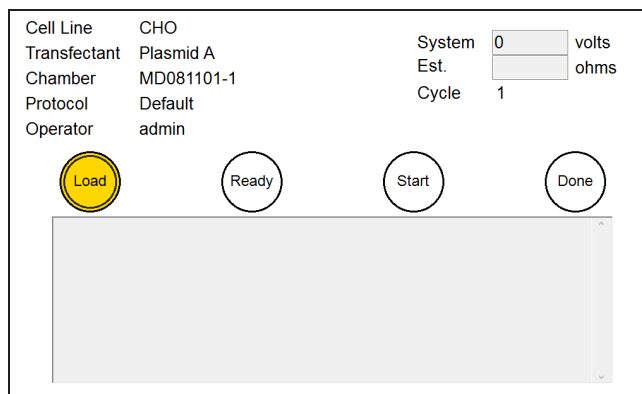 Cell Line CHO
Transfectant Plasmid A
Chamber MD081101-1
Protocol Default
Operator admin
System 0 volts
Est. ohms
Cycle 1
Load Ready Start Done